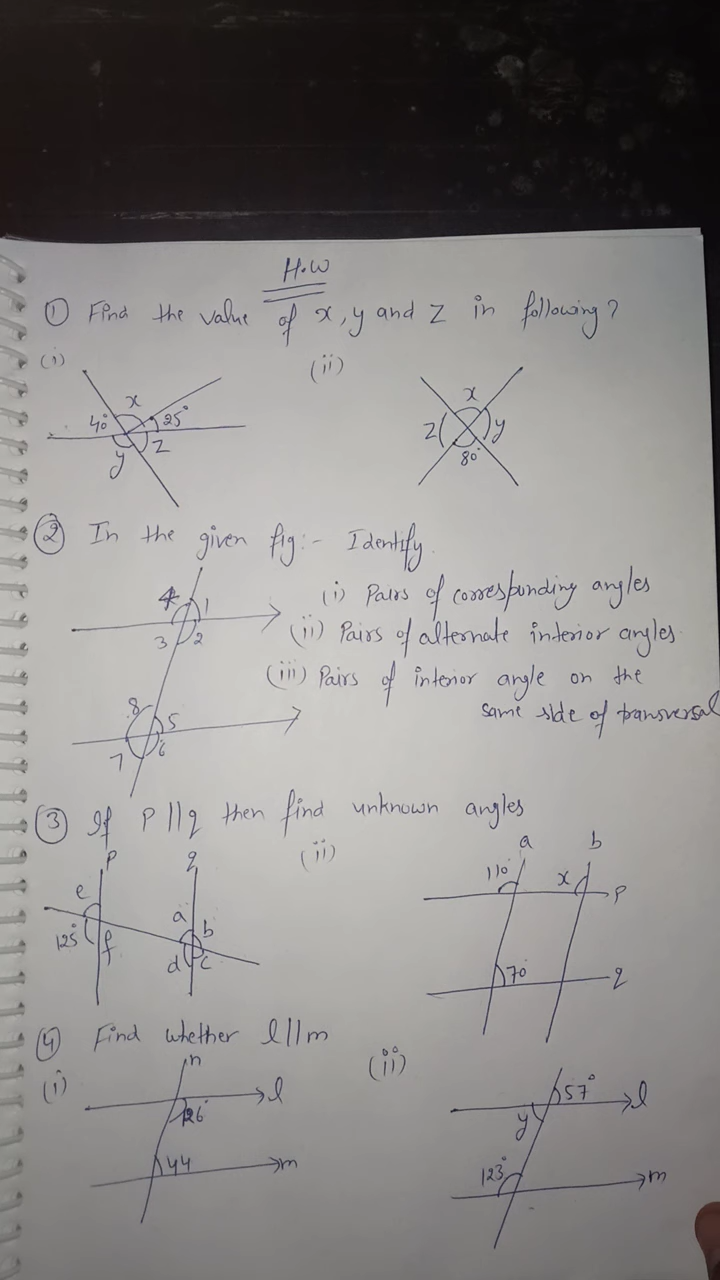 H.W
① Find the value of x, y and z in following?
(i) (ii)
40° x 25° y z
x y z 80°
② In the given fig:- Identify.
(i) Pairs of corresponding angles
(ii) Pairs of alternate interior angles.
(iii) Pairs of interior angle on the
same side of transversal
4 1
3 2
8 5
7 6
③ If P || q then find unknown angles
(ii)
p q
e a b
125° f d c
a b
110° x p
70° q
④ Find whether l || m
(i) (ii)
n
l
126°
44 m
57° l
y
123° m